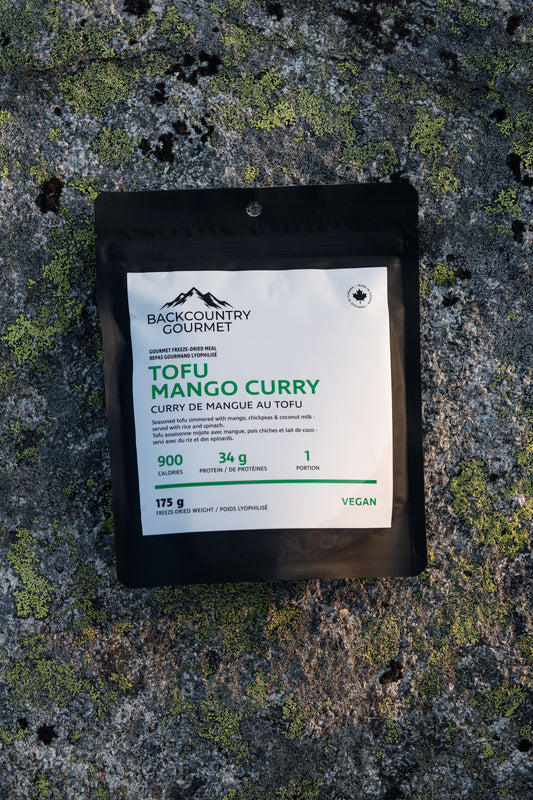 BACKCOUNTRY
GOURMET
GOURMET FREEZE-DRIED MEAL
REPAS GOURMAND LYOPHILISÉ
TOFU
MANGO CURRY
CURRY DE MANGUE AU TOFU
Seasoned tofu simmered with mango, chickpeas & coconut milk -
served with rice and spinach.
Tofu assaisonne mijote avec mangue, pois chiches et lait de coco -
servi avec du riz et des epinards.
900 34 g 1
CALORIES PROTEIN / DE PROTÉINES PORTION
175 g
FREEZE-DRIED WEIGHT / POIDS LYOPHILISÉ
VEGAN